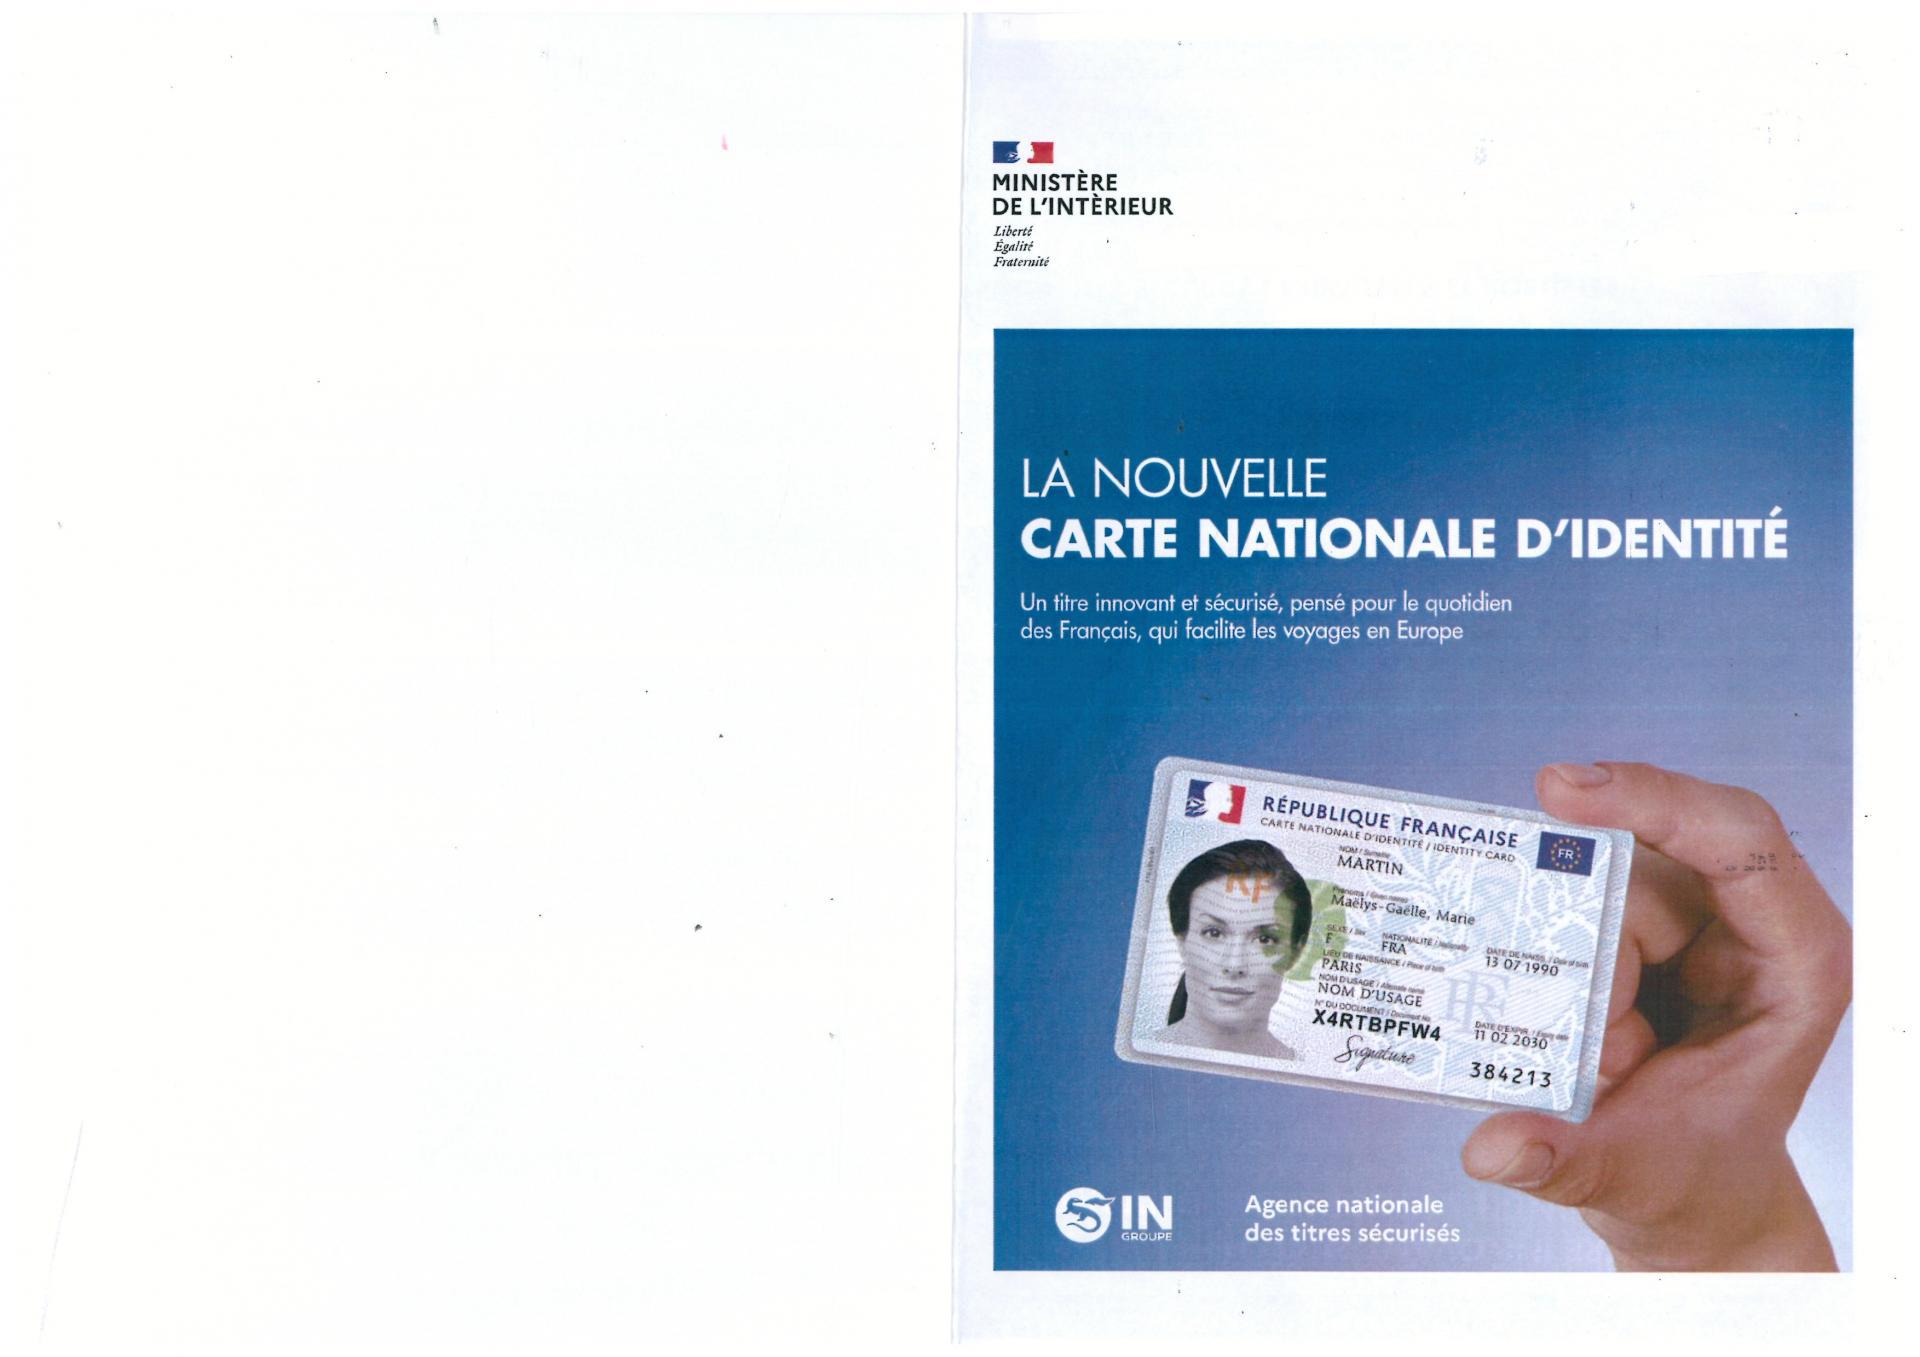 MINISTÈRE
DE L'INTÈRIEUR
Liberté
Égalité
Fraternité
LA NOUVELLE
CARTE NATIONALE D'IDENTITÉ
Un titre innovant et sécurisé, pensé pour le quotidien
des Français, qui facilite les voyages en Europe
RÉPUBLIQUE FRANÇAISE
CARTE NATIONALE D'IDENTITÉ / IDENTITY CARD
FR
NOM / Surname
MARTIN
RF
Prénoms / Given names
Maëlys-Gaëlle, Marie
SEXE / Sex NATIONALITÉ / Nationality DATE DE NAISS. / Date of birth
F FRA 13 07 1990
LIEU DE NAISSANCE / Place of birth
PARIS
NOM D'USAGE / Alternate name
NOM D'USAGE
N° DU DOCUMENT / Document No DATE D'EXPIR. / Expiry date
X4RTBPFW4 11 02 2030
Signature
384213
IN
GROUPE
Agence nationale
des titres sécurisés